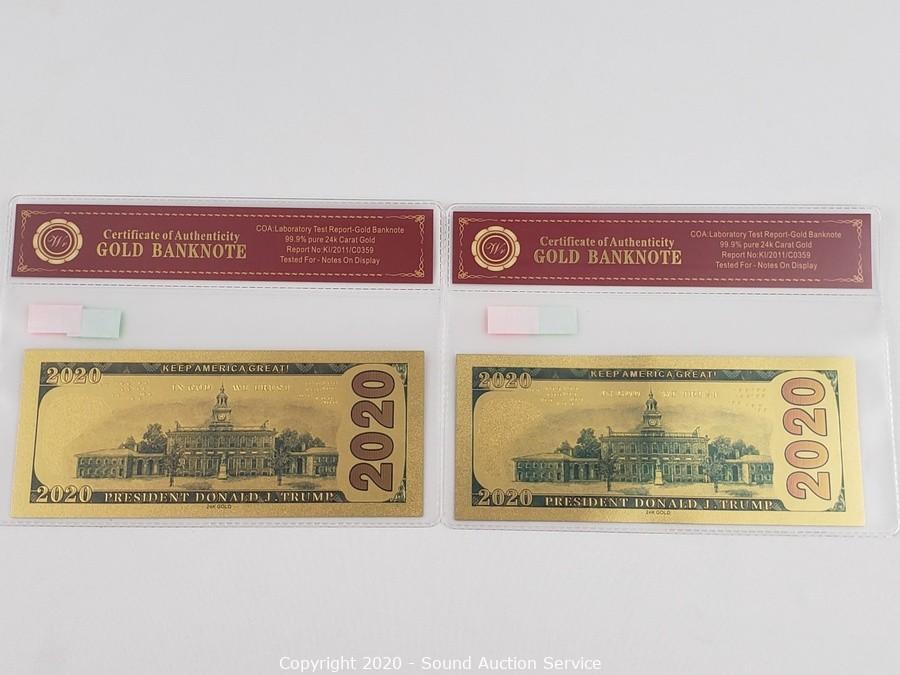 Certificate of Authenticity
GOLD BANKNOTE
COA:Laboratory Test Report-Gold Banknote
99.9% pure 24k Carat Gold
Report No:KI/2011/C0359
Tested For - Notes On Display
KEEP AMERICA GREAT!
2020
IN GOD WE TRUST
2020
2020
PRESIDENT DONALD J. TRUMP
24K GOLD
Certificate of Authenticity
GOLD BANKNOTE
COA:Laboratory Test Report-Gold Banknote
99.9% pure 24k Carat Gold
Report No:KI/2011/C0359
Tested For - Notes On Display
KEEP AMERICA GREAT!
2020
IN GOD WE TRUST
2020
2020
PRESIDENT DONALD J. TRUMP
24K GOLD
Copyright 2020 - Sound Auction Service